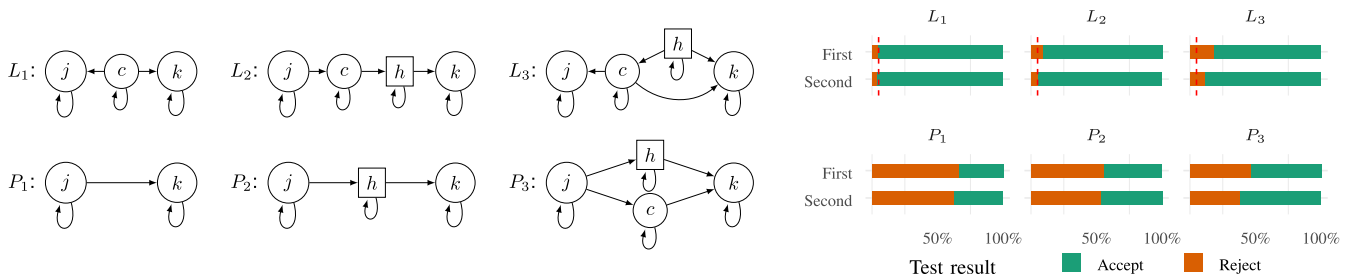 L₁: j c k
L₂: j c h k
L₃: j c h k
P₁: j k
P₂: j h k
P₃: j h c k
L₁ L₂ L₃
First
Second
P₁ P₂ P₃
First
Second
50% 100% 50% 100% 50% 100%
Test result Accept Reject